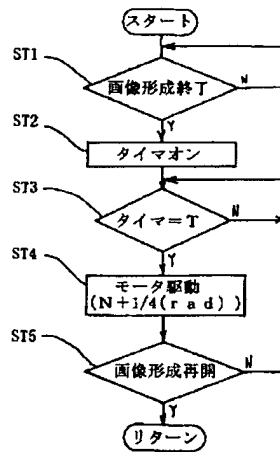 スタート
ST1
画像形成終了
N
Y
ST2
タイマオン
ST3
タイマ=T
N
Y
ST4
モータ駆動
(N+1/4(rad))
ST5
画像形成再開
N
Y
リターン